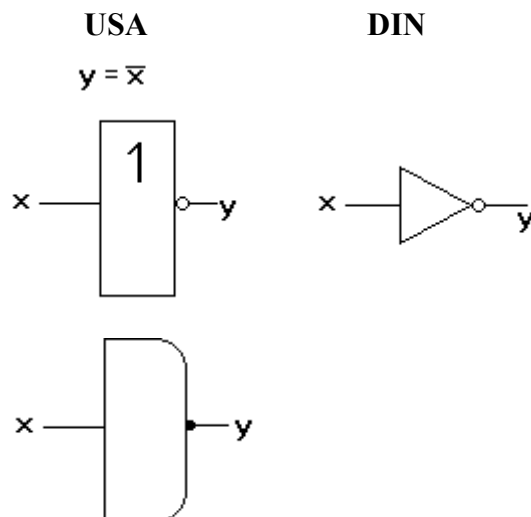 USA DIN
y = x̅
1
x y x y
x y